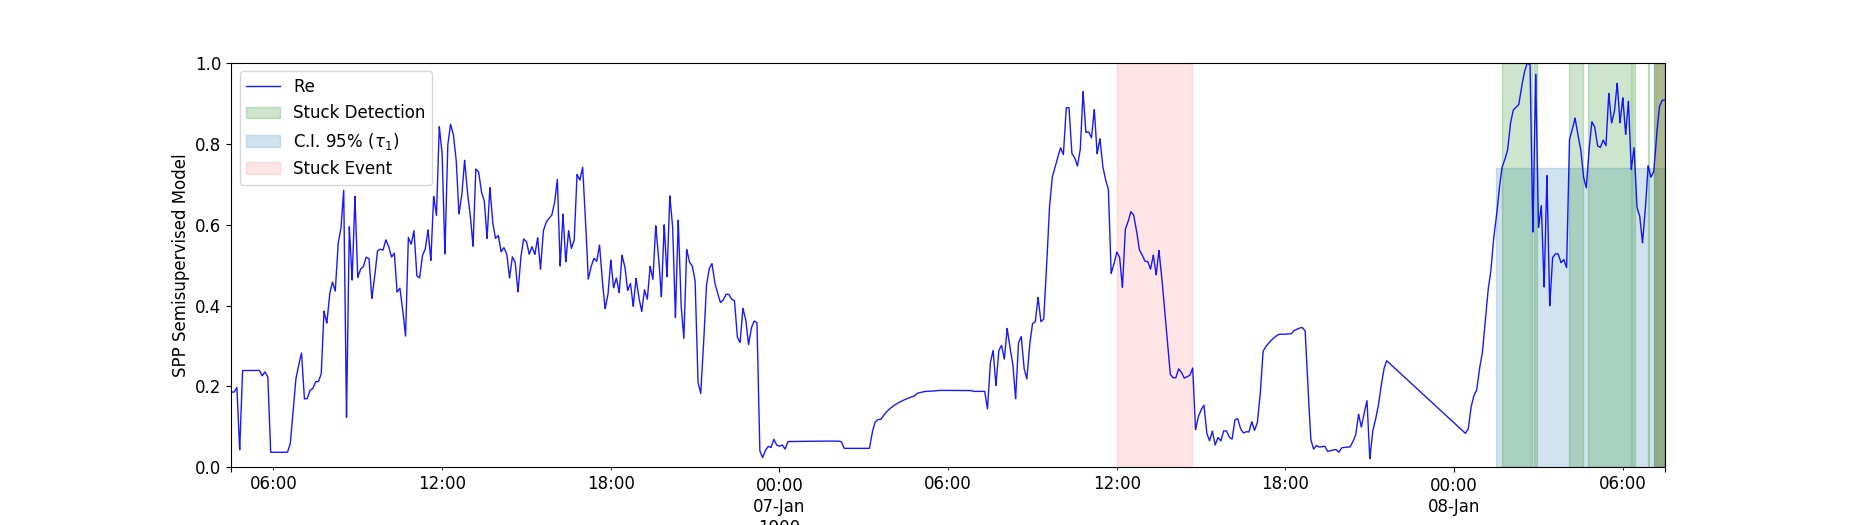 SPP Semisupervised Model
1.0
0.8
0.6
0.4
0.2
0.0
Re
Stuck Detection
C.I. 95% (τ₁)
Stuck Event
06:00 12:00 18:00 00:00 06:00 12:00 18:00 00:00 06:00
07-Jan 08-Jan
1900